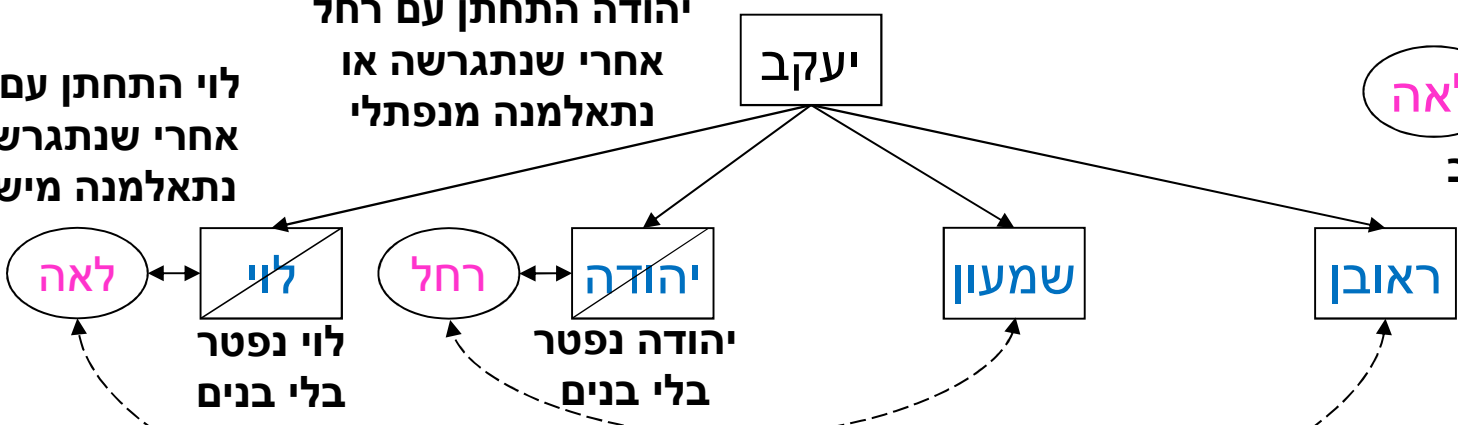 יהודה התחתן עם רחל
אחרי שנתגרשה או
נתאלמנה מנפתלי
יעקב
לאה
לוי התחתן עם
אחרי שנתגרש
נתאלמנה מיש
ראובן
שמעון
יהודה
רחל
לוי
לאה
יהודה נפטר
בלי בנים
לוי נפטר
בלי בנים